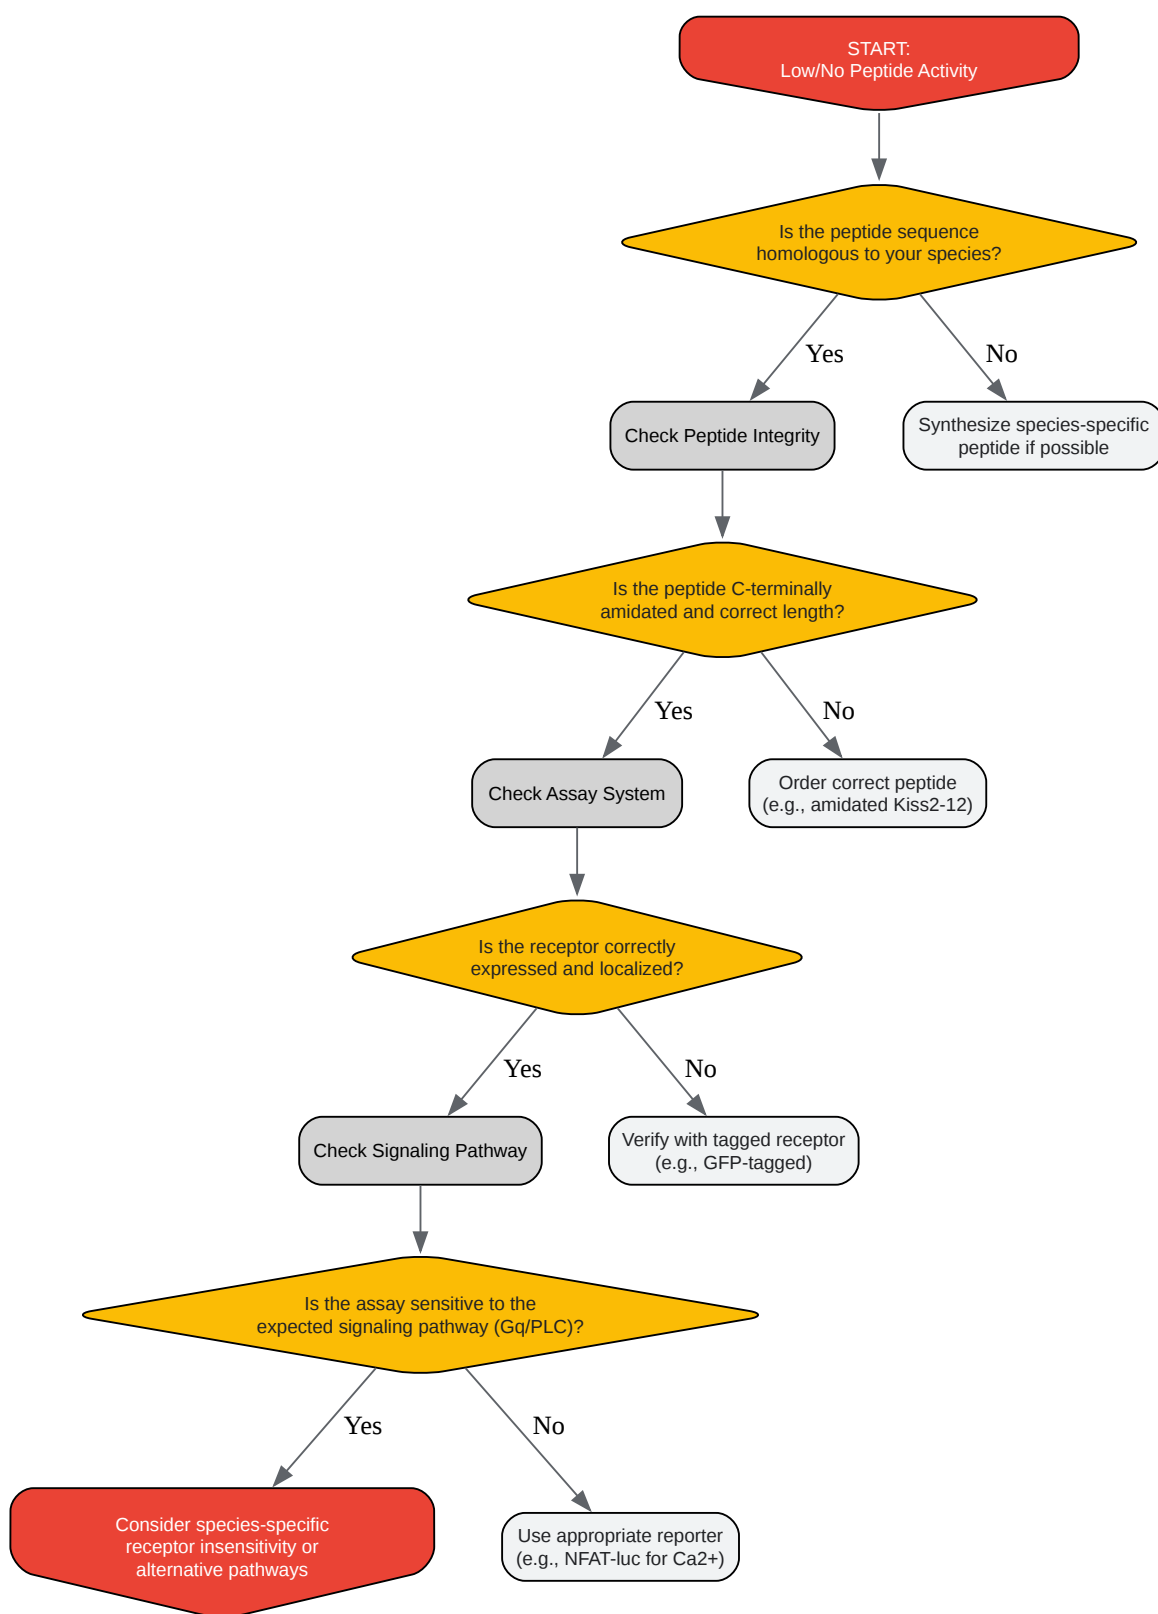 START:
Low/No Peptide Activity
Is the peptide sequence
homologous to your species?
Yes
No
Check Peptide Integrity
Synthesize species-specific
peptide if possible
Is the peptide C-terminally
amidated and correct length?
Yes
No
Check Assay System
Order correct peptide
(e.g., amidated Kiss2-12)
Is the receptor correctly
expressed and localized?
Yes
No
Check Signaling Pathway
Verify with tagged receptor
(e.g., GFP-tagged)
Is the assay sensitive to the
expected signaling pathway (Gq/PLC)?
Yes
No
Consider species-specific
receptor insensitivity or
alternative pathways
Use appropriate reporter
(e.g., NFAT-luc for Ca2+)